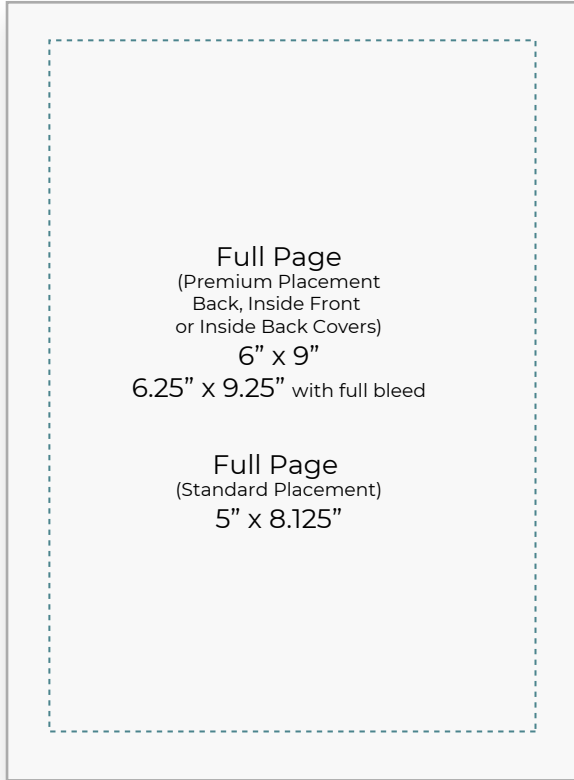 Full Page
(Premium Placement
Back, Inside Front
or Inside Back Covers)
6” x 9”
6.25” x 9.25” with full bleed
Full Page
(Standard Placement)
5” x 8.125”